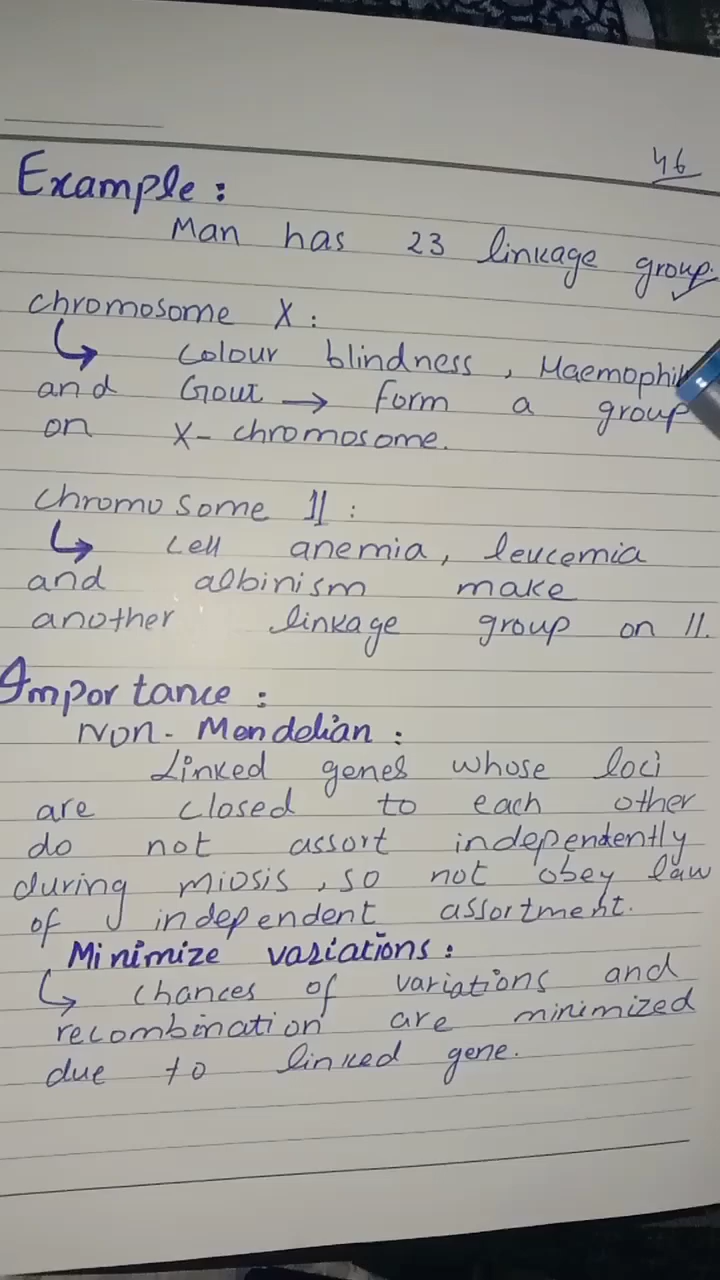 46
Example:
Man has 23 linkage group.
chromosome X:
↳ colour blindness, Haemophil
and Gout → form a group
on X- chromosome.
chromosome 11:
↳ cell anemia, leucemia
and albinism make
another linkage group on 11.
Importance:
Non-Mendelian:
Linked genes whose loci
are closed to each other
do not assort independently
during miosis, so not obey law
of independent assortment.
Minimize variations:
↳ chances of variations and
recombination are minimized
due to linked gene.